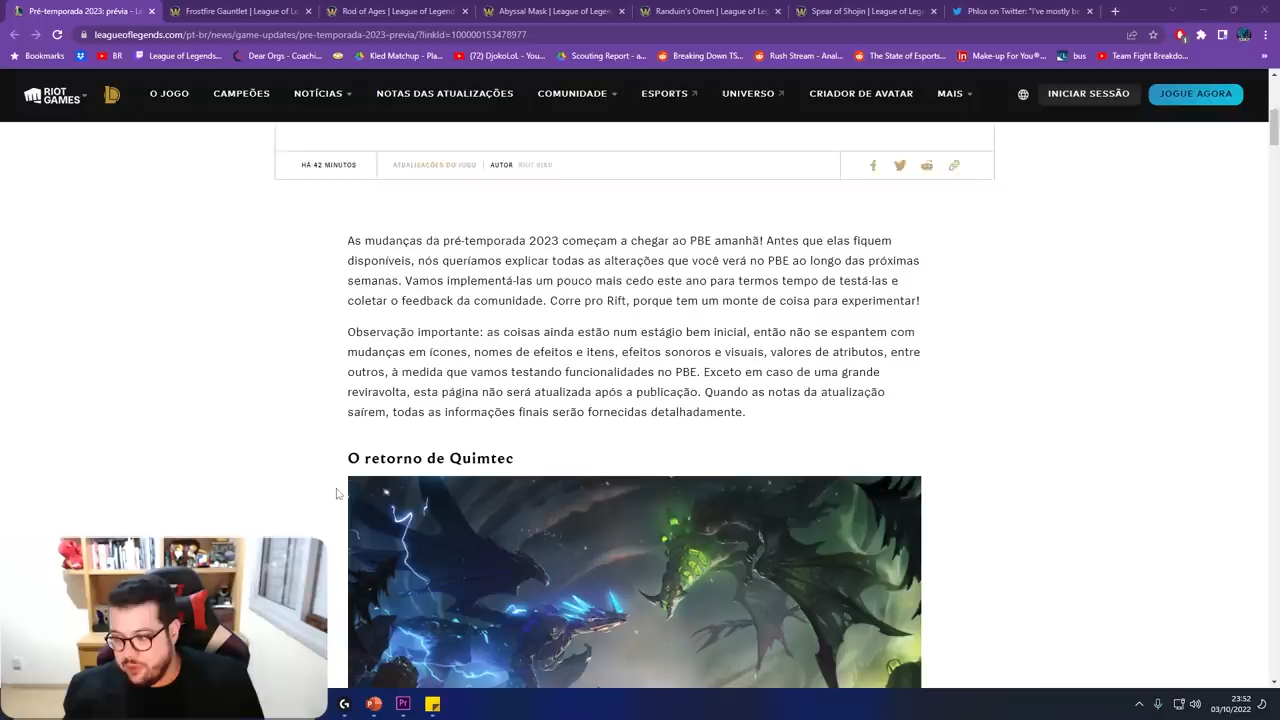 Pré-temporada 2023: prévia - L
Frostfire Gauntlet | League of Le
Rod of Ages | League of Legend
Abyssal Mask | League of Legen
Randuin's Omen | League of Leg
Spear of Shojin | League of Lege
Phlox on Twitter: "I've mostly be
leagueoflegends.com/pt-br/news/game-updates/pre-temporada-2023-previa/?linkId=100000153478977
Bookmarks
BR
League of Legends...
Dear Orgs - Coachi...
Kled Matchup - Pla...
(72) DjokoLoL - You...
Scouting Report - a...
Breaking Down TS...
Rush Stream - Anal...
The State of Esports...
Make-up For You®...
bus
Team Fight Breakdo...
»
RIOT GAMES
O JOGO
CAMPEÕES
NOTÍCIAS
NOTAS DAS ATUALIZAÇÕES
COMUNIDADE
ESPORTS
UNIVERSO
CRIADOR DE AVATAR
MAIS
INICIAR SESSÃO
JOGUE AGORA
HÁ 42 MINUTOS
ATUALIZAÇÕES DO JOGO
AUTOR
As mudanças da pré-temporada 2023 começam a chegar ao PBE amanhã! Antes que elas fiquem
disponíveis, nós queríamos explicar todas as alterações que você verá no PBE ao longo das próximas
semanas. Vamos implementá-las um pouco mais cedo este ano para termos tempo de testá-las e
coletar o feedback da comunidade. Corre pro Rift, porque tem um monte de coisa para experimentar!
Observação importante: as coisas ainda estão num estágio bem inicial, então não se espantem com
mudanças em ícones, nomes de efeitos e itens, efeitos sonoros e visuais, valores de atributos, entre
outros, à medida que vamos testando funcionalidades no PBE. Exceto em caso de uma grande
reviravolta, esta página não será atualizada após a publicação. Quando as notas da atualização
saírem, todas as informações finais serão fornecidas detalhadamente.
O retorno de Quimtec
23:52
03/10/2022